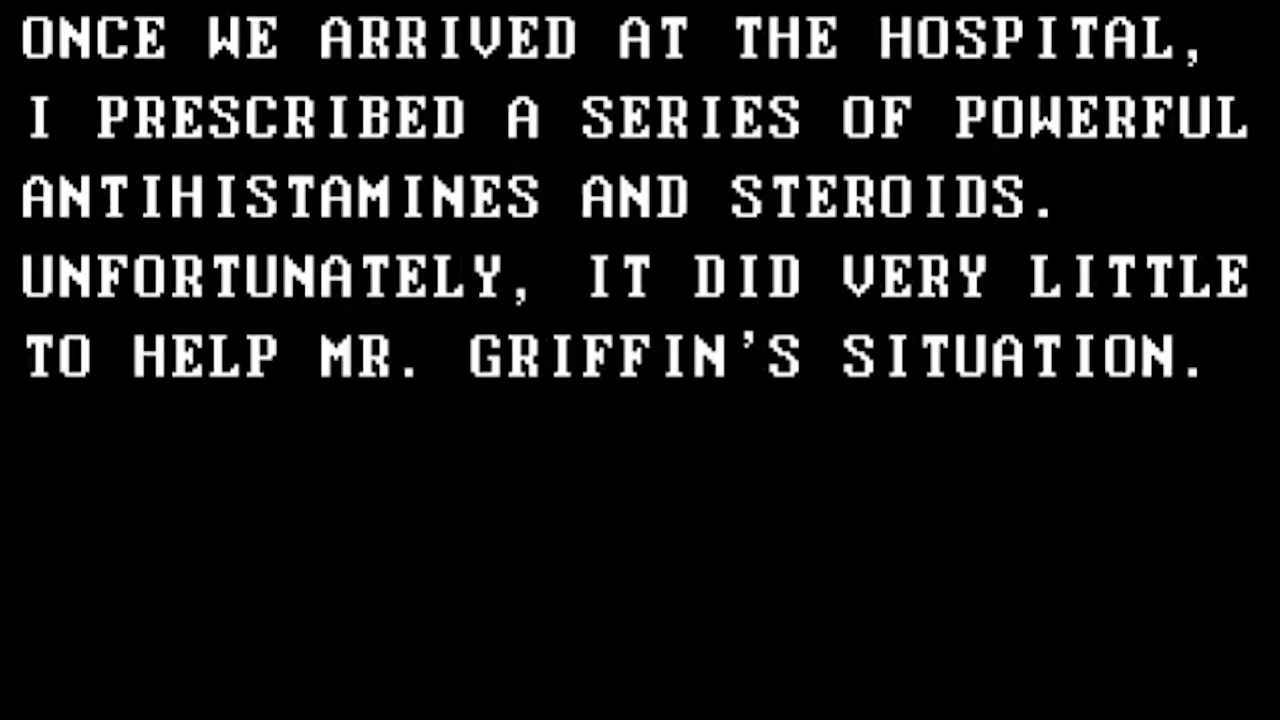 ONCE WE ARRIVED AT THE HOSPITAL,
I PRESCRIBED A SERIES OF POWERFUL
ANTIHISTAMINES AND STEROIDS.
UNFORTUNATELY, IT DID VERY LITTLE
TO HELP MR. GRIFFIN'S SITUATION.